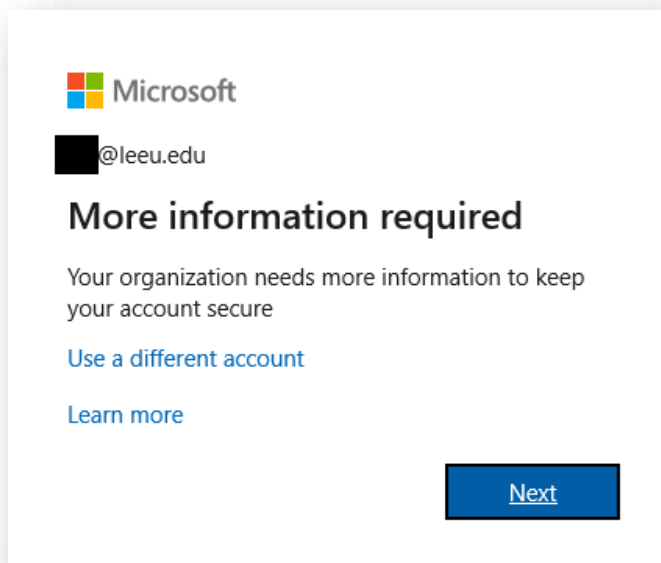 Microsoft
@leeu.edu
More information required
Your organization needs more information to keep
your account secure
Use a different account
Learn more
Next